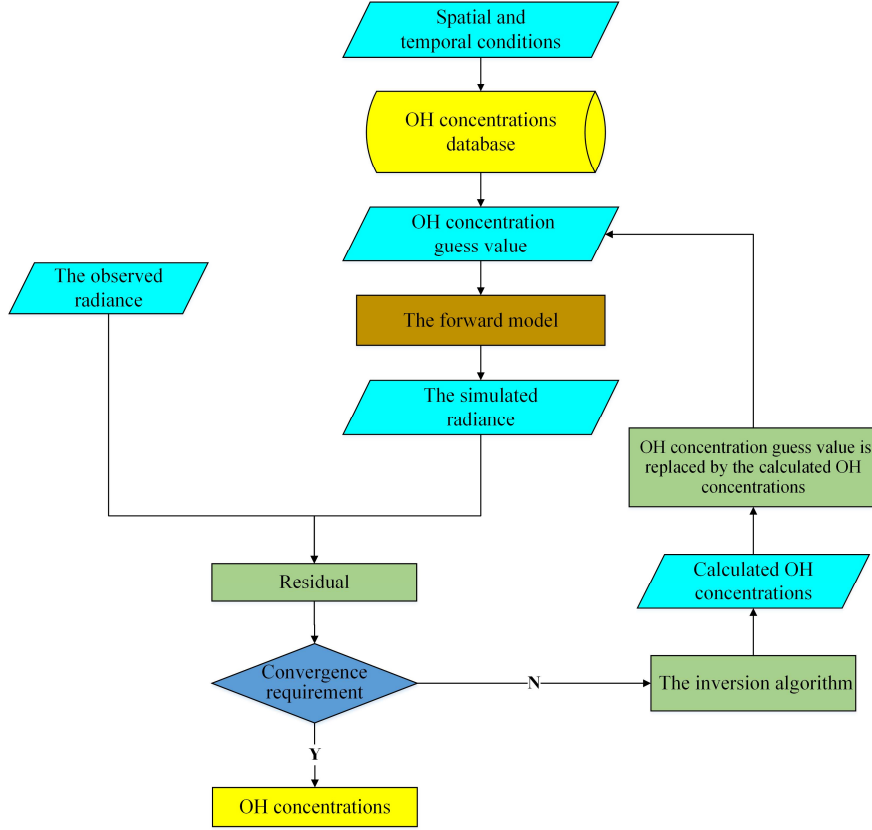 Spatial and
temporal conditions
OH concentrations
database
OH concentration
guess value
The observed
radiance
The forward model
The simulated
radiance
OH concentration guess value is
replaced by the calculated OH
concentrations
Residual
Calculated OH
concentrations
Convergence
requirement
N
The inversion algorithm
Y
OH concentrations